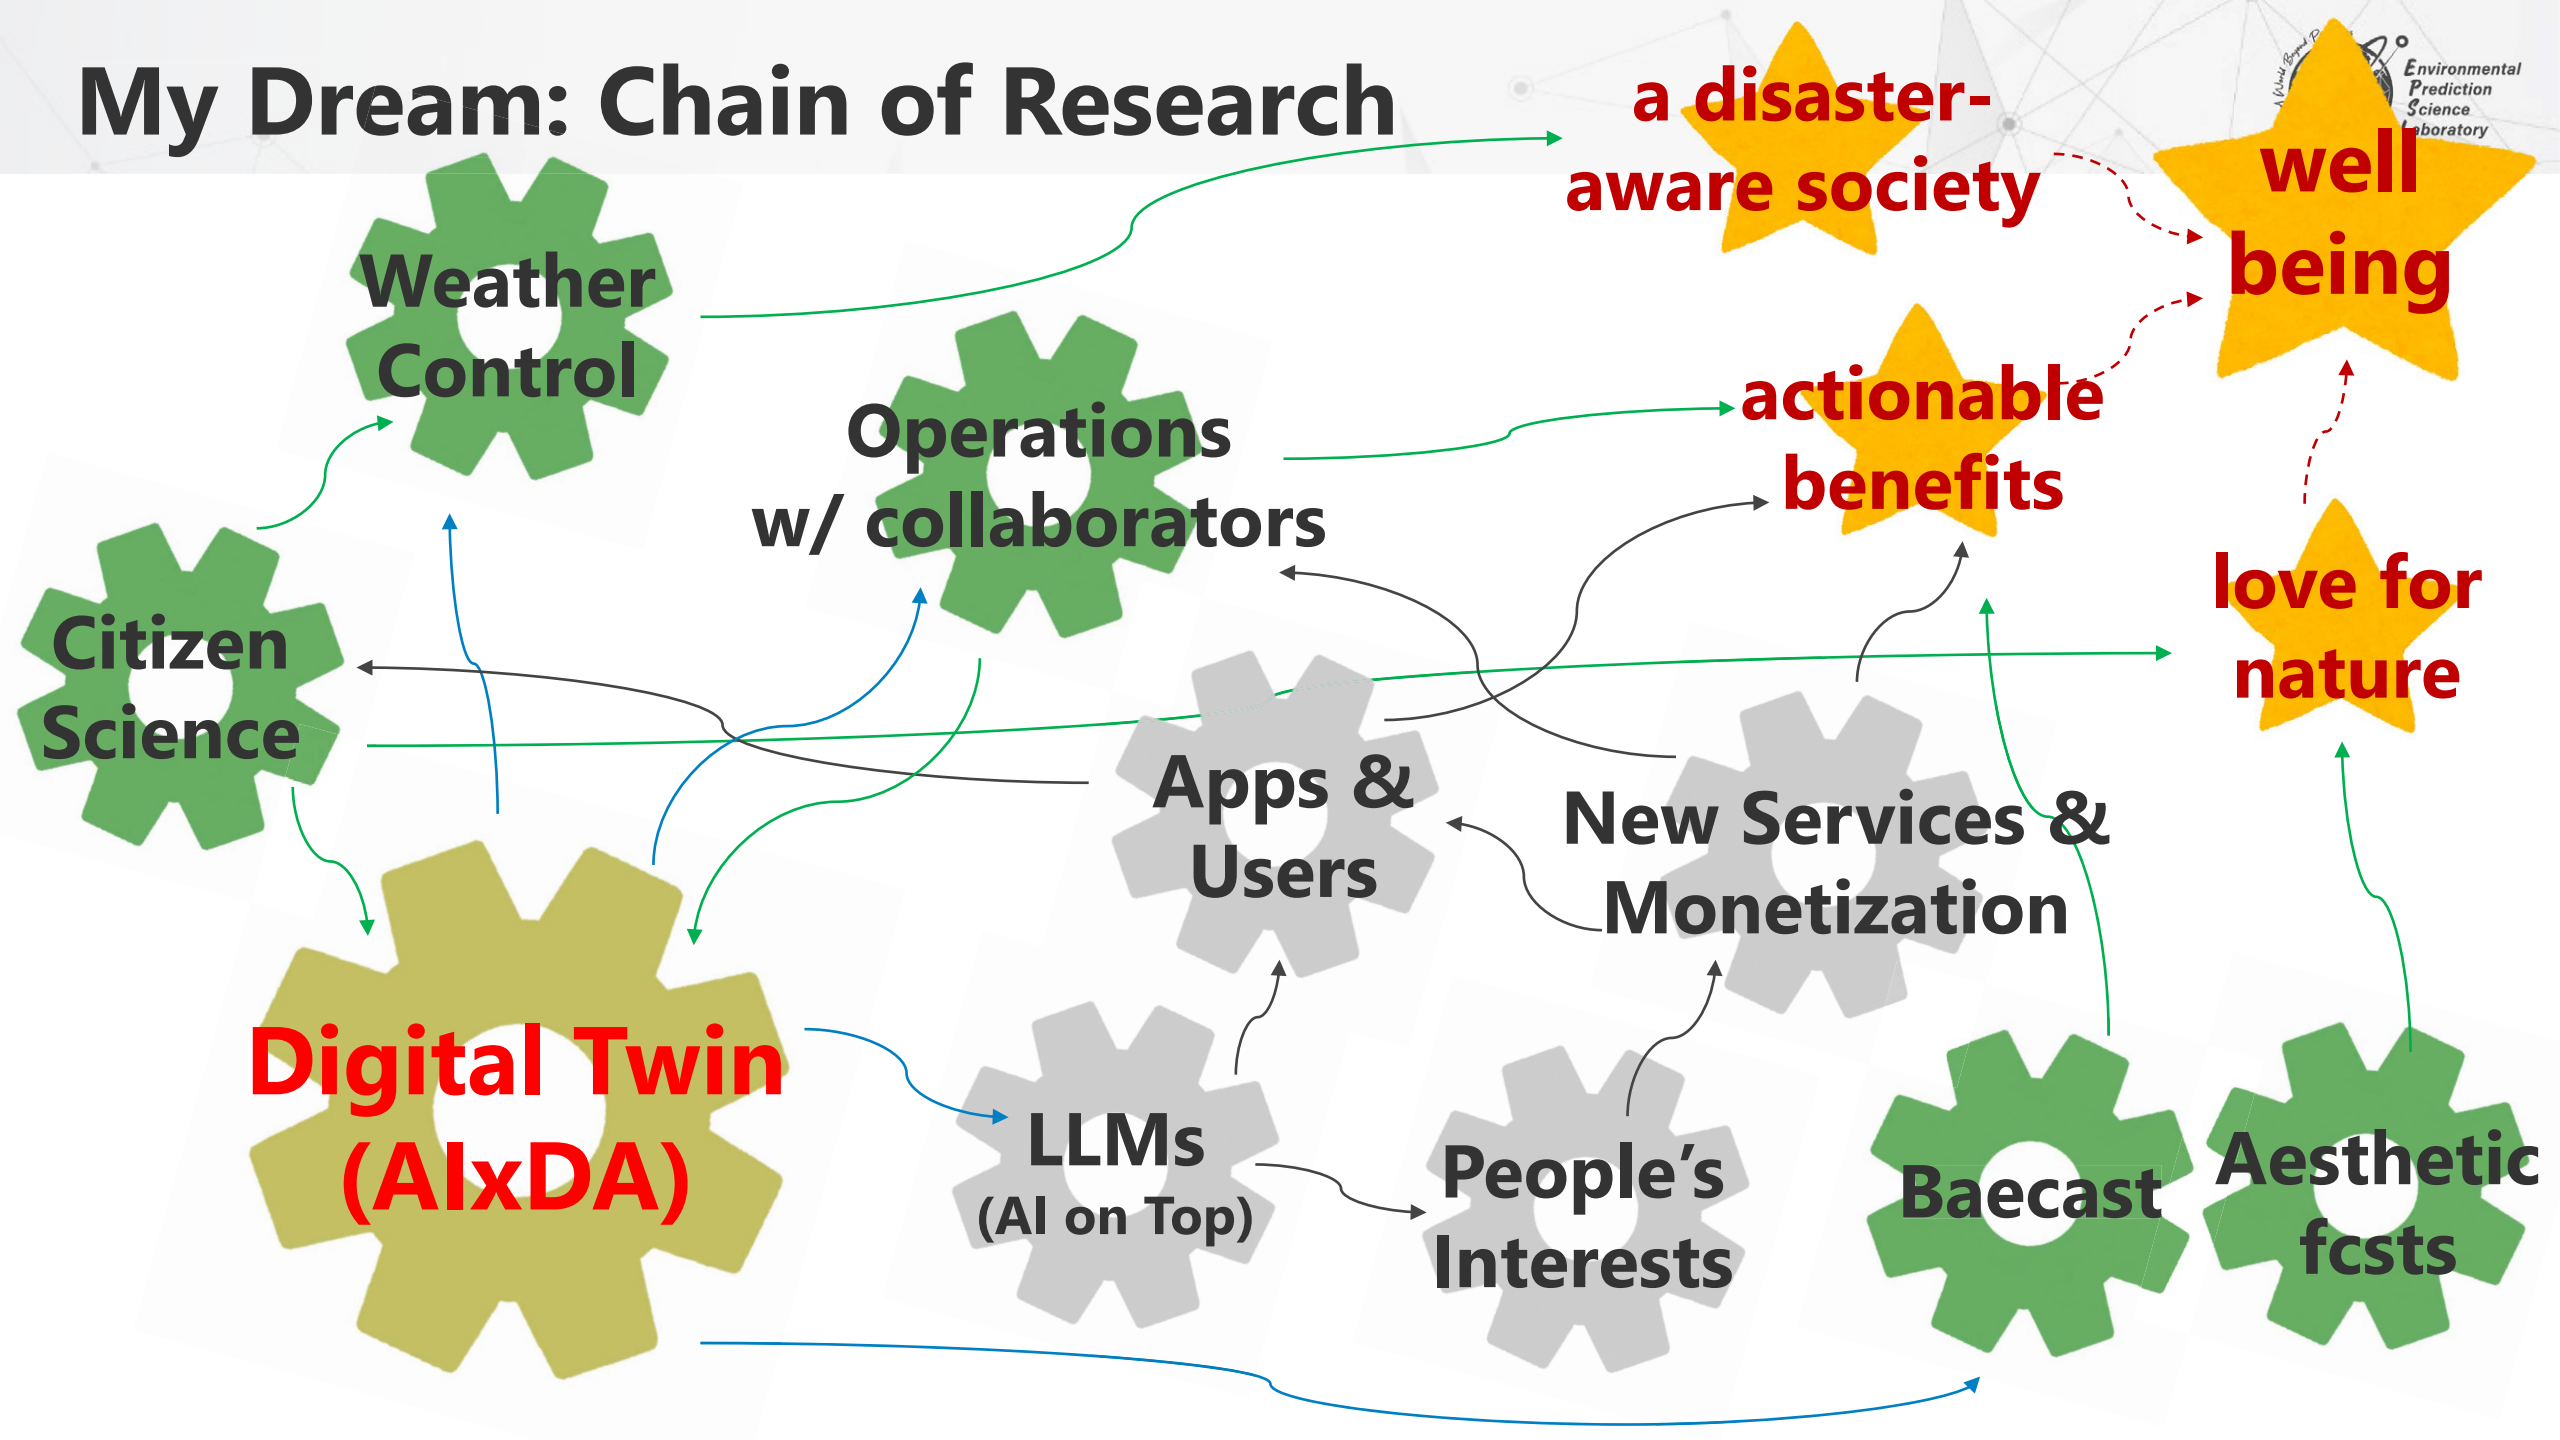 My Dream: Chain of Research
a disaster-
aware society
Environmental
Prediction
Science
Laboratory
well
being
Weather
Control
Operations
w/ collaborators
actionable
benefits
love for
nature
Citizen
Science
Apps &
Users
New Services &
Monetization
Digital Twin
(AIxDA)
LLMs
(AI on Top)
People’s
Interests
Baecast
Aesthetic
fcsts